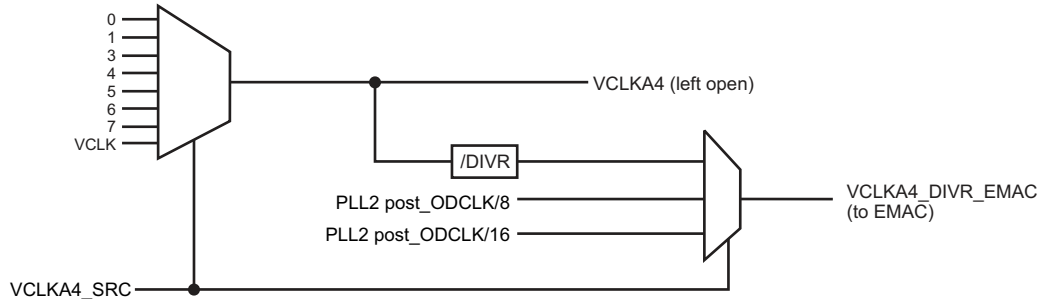 0
1
3
4
5
6
7
VCLK
VCLKA4 (left open)
/DIVR
PLL2 post_ODCLK/8
PLL2 post_ODCLK/16
VCLKA4_DIVR_EMAC
(to EMAC)
VCLKA4_SRC